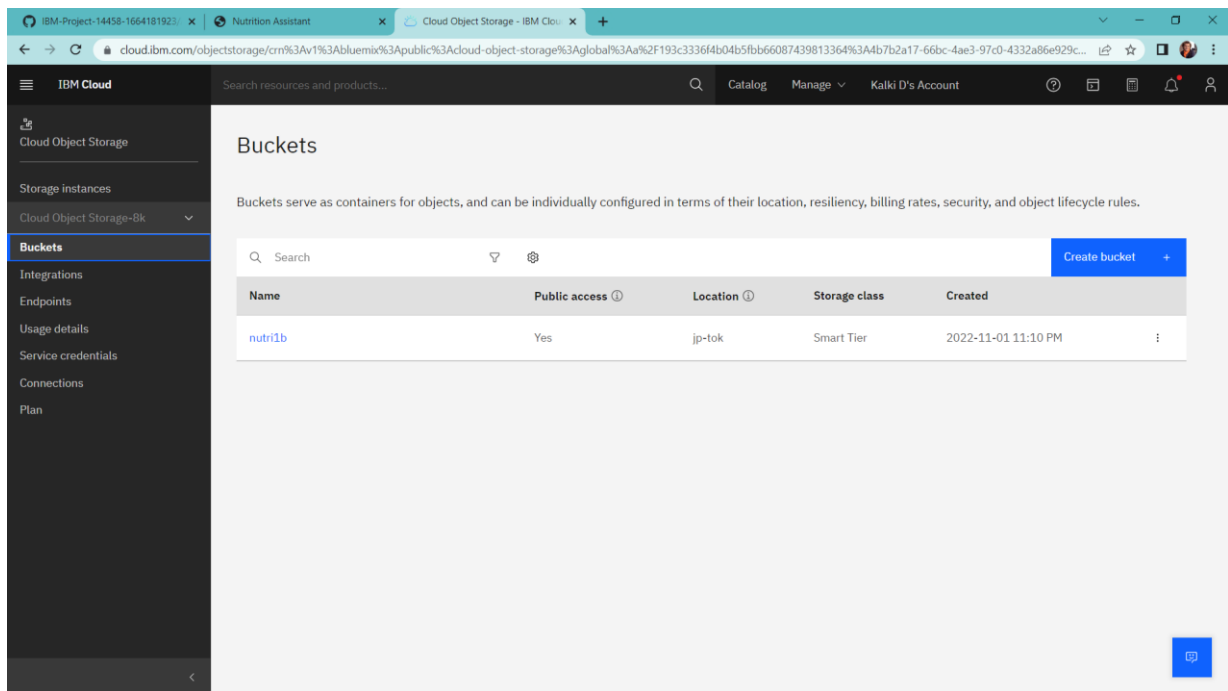 IBM-Project-14458-1664181923/
Nutrition Assistant
Cloud Object Storage - IBM Clou
cloud.ibm.com/objectstorage/crn%3Av1%3Abluemix%3Apublic%3Acloud-object-storage%3Aglobal%3Aa%2F193c3336f4b04b5fbb66087439813364%3A4b7b2a17-66bc-4ae3-97c0-4332a86e929c...
IBM Cloud
Search resources and products...
Catalog
Manage
Kalki D's Account
Cloud Object Storage
Storage instances
Cloud Object Storage-8k
Buckets
Integrations
Endpoints
Usage details
Service credentials
Connections
Plan
Buckets
Buckets serve as containers for objects, and can be individually configured in terms of their location, resiliency, billing rates, security, and object lifecycle rules.
Search
Create bucket +
Name Public access Location Storage class Created
nutri1b Yes jp-tok Smart Tier 2022-11-01 11:10 PM